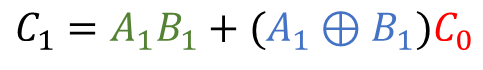 C₁ = A₁B₁ + (A₁ ⊕ B₁)C₀